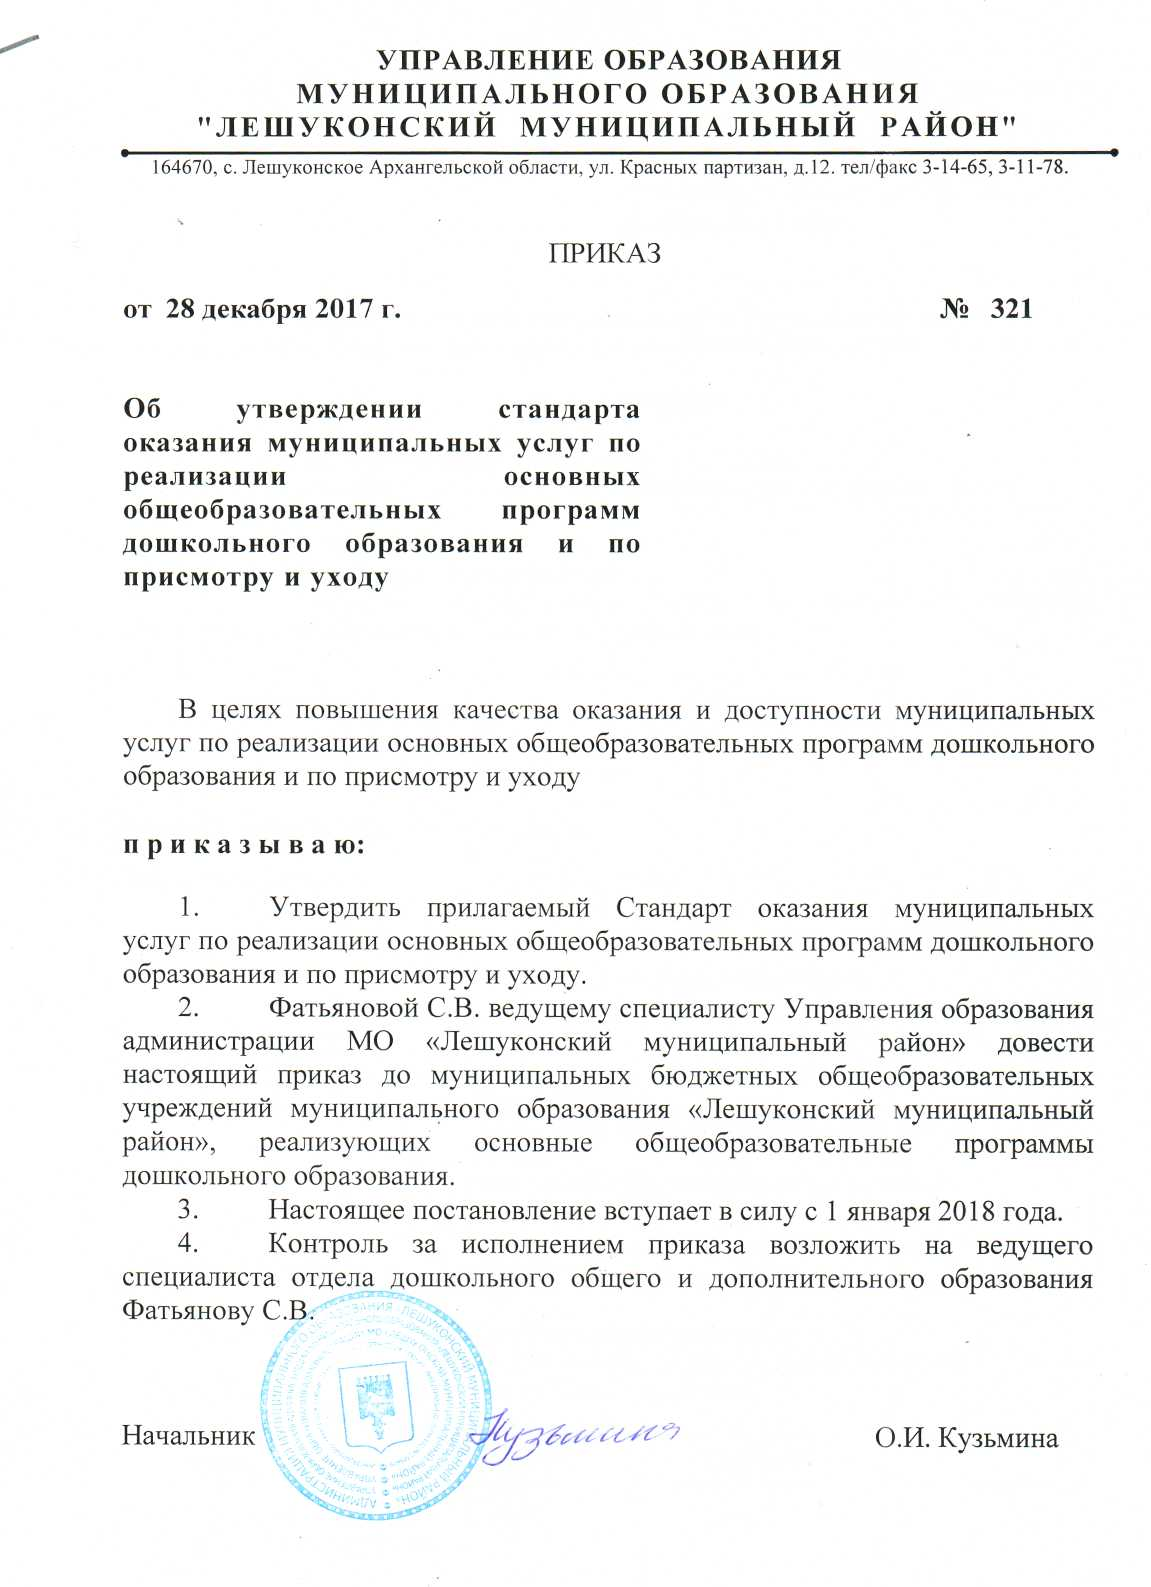 УПРАВЛЕНИЕ ОБРАЗОВАНИЯ
МУНИЦИПАЛЬНОГО ОБРАЗОВАНИЯ
"ЛЕШУКОНСКИЙ МУНИЦИПАЛЬНЫЙ РАЙОН"
164670, с. Лешуконское Архангельской области, ул. Красных партизан, д.12. тел/факс 3-14-65, 3-11-78.
ПРИКАЗ
от 28 декабря 2017 г. № 321
Об утверждении стандарта
оказания муниципальных услуг по
реализации основных
общеобразовательных программ
дошкольного образования и по
присмотру и уходу
В целях повышения качества оказания и доступности муниципальных
услуг по реализации основных общеобразовательных программ дошкольного
образования и по присмотру и уходу
п р и к а з ы в а ю:
1. Утвердить прилагаемый Стандарт оказания муниципальных
услуг по реализации основных общеобразовательных программ дошкольного
образования и по присмотру и уходу.
2. Фатьяновой С.В. ведущему специалисту Управления образования
администрации МО «Лешуконский муниципальный район» довести
настоящий приказ до муниципальных бюджетных общеобразовательных
учреждений муниципального образования «Лешуконский муниципальный
район», реализующих основные общеобразовательные программы
дошкольного образования.
3. Настоящее постановление вступает в силу с 1 января 2018 года.
4. Контроль за исполнением приказа возложить на ведущего
специалиста отдела дошкольного общего и дополнительного образования
Фатьянову С.В.
Начальник Кузьмина О.И. Кузьмина